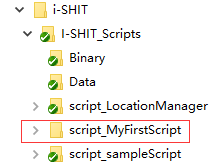 i-SHIT
I-SHIT_Scripts
Binary
Data
script_LocationManager
script_MyFirstScript
script_sampleScript